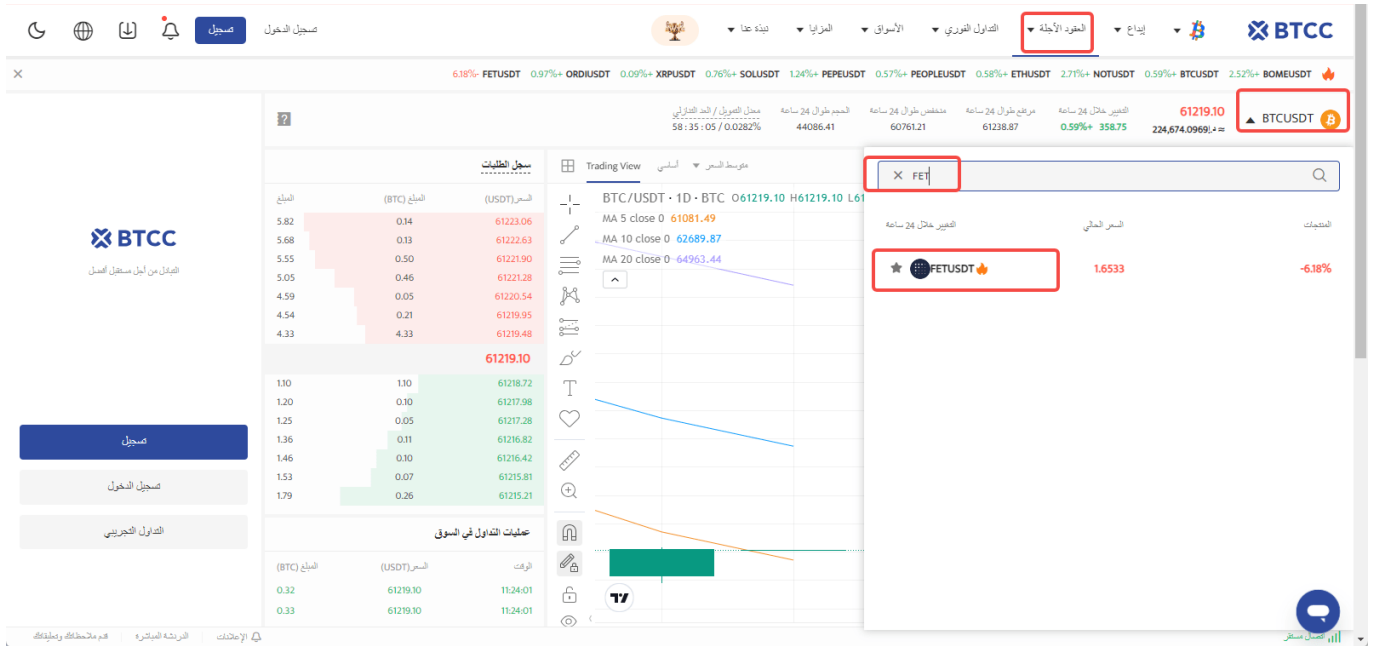 BTCC
إيداع
العقود الآجلة
التداول الفوري
الأسواق
المزايا
نبذة عنا
تسجيل الدخول
تسجيل
BOMEUSDT +2.52%
BTCUSDT +0.59%
NOTUSDT +2.71%
ETHUSDT +0.58%
PEOPLEUSDT +0.57%
PEPEUSDT +1.24%
SOLUSDT +0.76%
XRPUSDT +0.09%
ORDIUSDT +0.97%
FETUSDT -6.18%
BTCUSDT
61219.10
224,674.0969
التغيير خلال 24 ساعة
358.75 +0.59%
مرتفع طوال 24 ساعة
61238.87
منخفض طوال 24 ساعة
60761.21
الحجم طوال 24 ساعة
44086.41
معدل التمويل / العد التنازلي
58 : 35 : 05 / 0.0282%
?
FET
المنتجات
السعر الحالي
التغيير خلال 24 ساعة
FETUSDT
1.6533
-6.18%
متوسط السعر
أساسي
Trading View
BTC/USDT · 1D · BTC O61219.10 H61219.10 L61
MA 5 close 0 61081.49
MA 10 close 0 62689.87
MA 20 close 0 64963.44
سجل الطلبات
السعر(USDT) المبلغ (BTC) المبلغ
61223.06 0.14 5.82
61222.63 0.13 5.68
61221.90 0.50 5.55
61221.28 0.46 5.05
61220.54 0.05 4.59
61219.95 0.21 4.54
61219.48 4.33 4.33
61219.10
61218.72 1.10 1.10
61217.98 0.10 1.20
61217.28 0.05 1.25
61216.82 0.11 1.36
61216.42 0.10 1.46
61215.81 0.07 1.53
61215.21 0.26 1.79
عمليات التداول في السوق
الوقت السعر(USDT) المبلغ (BTC)
11:24:01 61219.10 0.32
11:24:01 61219.10 0.33
BTCC
التبادل من أجل مستقبل أفضل
تسجيل
تسجيل الدخول
التداول التجريبي
اتصال مستقر
الإعلانات
الدردشة المباشرة
قدم ملاحظاتك وتعليقاتك